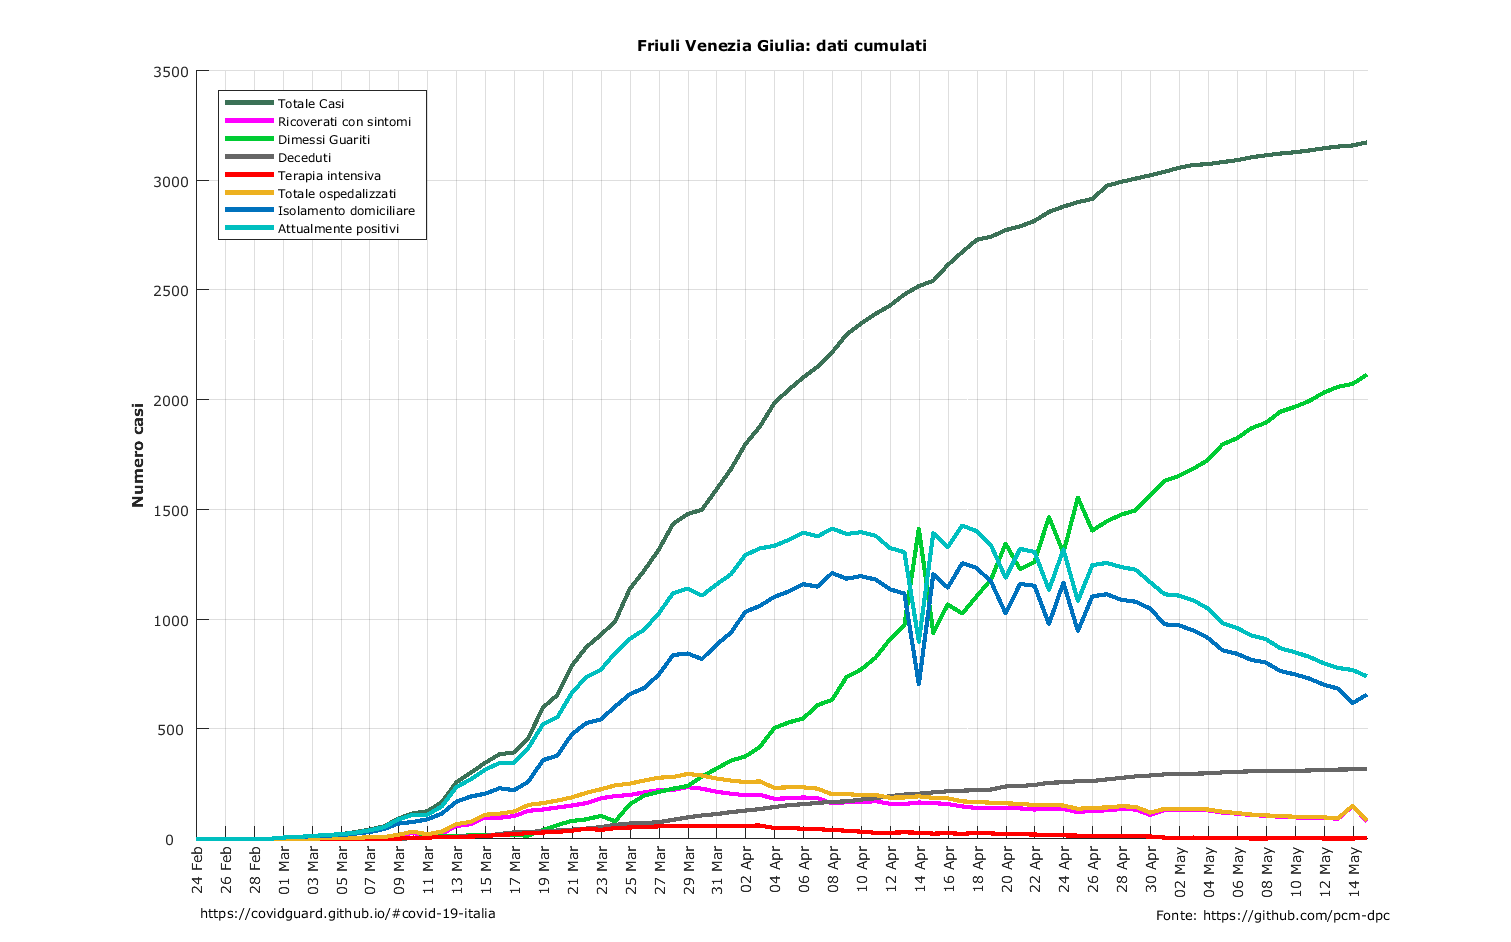 Friuli Venezia Giulia: dati cumulati
3500
3000
2500
2000
1500
1000
500
0
Numero casi
Totale Casi
Ricoverati con sintomi
Dimessi Guariti
Deceduti
Terapia intensiva
Totale ospedalizzati
Isolamento domiciliare
Attualmente positivi
24 Feb
26 Feb
28 Feb
01 Mar
03 Mar
05 Mar
07 Mar
09 Mar
11 Mar
13 Mar
15 Mar
17 Mar
19 Mar
21 Mar
23 Mar
25 Mar
27 Mar
29 Mar
31 Mar
02 Apr
04 Apr
06 Apr
08 Apr
10 Apr
12 Apr
14 Apr
16 Apr
18 Apr
20 Apr
22 Apr
24 Apr
26 Apr
28 Apr
30 Apr
02 May
04 May
06 May
08 May
10 May
12 May
14 May
https://covidguard.github.io/#covid-19-italia
Fonte: https://github.com/pcm-dpc